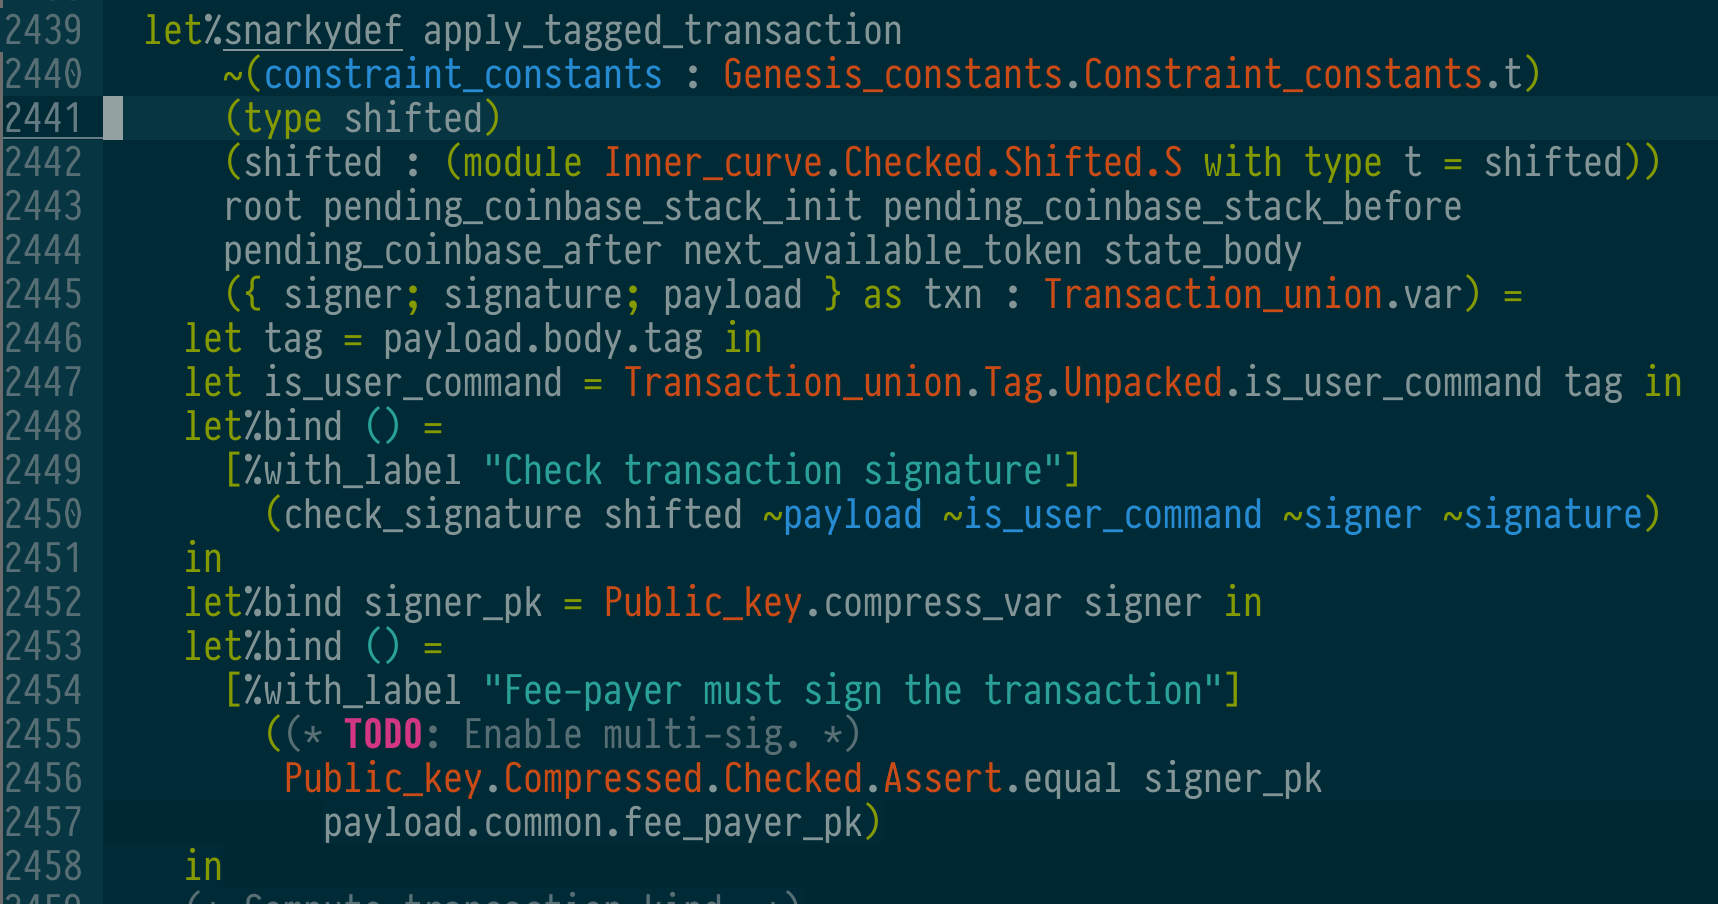 2439   let%snarkydef apply_tagged_transaction
2440       ~(constraint_constants : Genesis_constants.Constraint_constants.t)
2441       (type shifted)
2442       (shifted : (module Inner_curve.Checked.Shifted.S with type t = shifted))
2443       root pending_coinbase_stack_init pending_coinbase_stack_before
2444       pending_coinbase_after next_available_token state_body
2445       ({ signer; signature; payload } as txn : Transaction_union.var) =
2446     let tag = payload.body.tag in
2447     let is_user_command = Transaction_union.Tag.Unpacked.is_user_command tag in
2448     let%bind () =
2449       [%with_label "Check transaction signature"]
2450         (check_signature shifted ~payload ~is_user_command ~signer ~signature)
2451     in
2452     let%bind signer_pk = Public_key.compress_var signer in
2453     let%bind () =
2454       [%with_label "Fee-payer must sign the transaction"]
2455         ((* TODO: Enable multi-sig. *)
2456          Public_key.Compressed.Checked.Assert.equal signer_pk
2457            payload.common.fee_payer_pk)
2458     in
2459     (* Compute transaction kind. *)